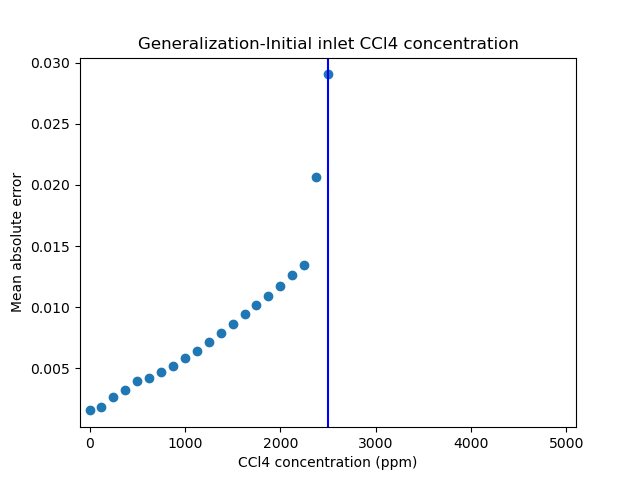 Generalization-Initial inlet CCl4 concentration
0.030
0.025
0.020
0.015
0.010
0.005
Mean absolute error
0 1000 2000 3000 4000 5000
CCl4 concentration (ppm)